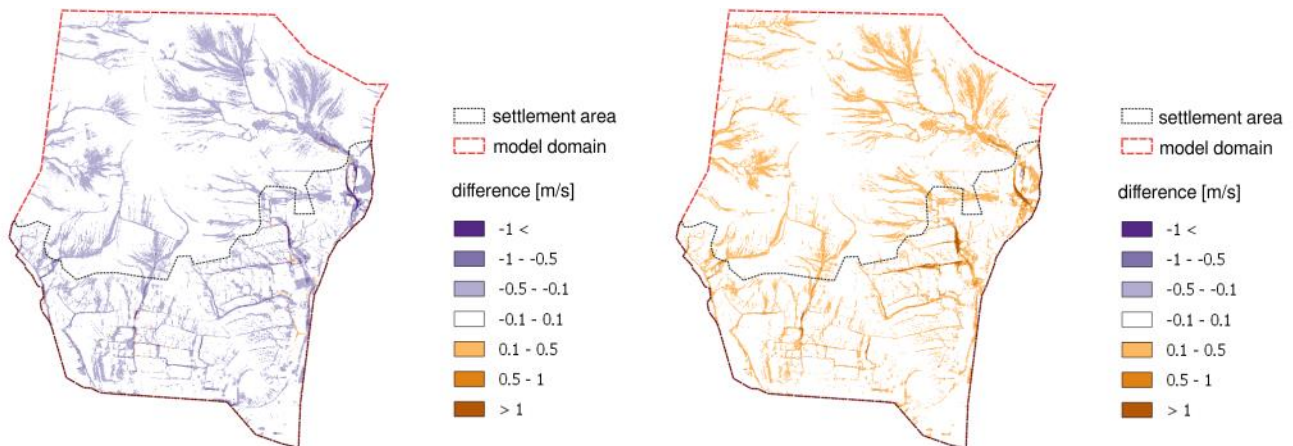 settlement area
model domain
difference [m/s]
-1 <
-1 - -0.5
-0.5 - -0.1
-0.1 - 0.1
0.1 - 0.5
0.5 - 1
> 1
settlement area
model domain
difference [m/s]
-1 <
-1 - -0.5
-0.5 - -0.1
-0.1 - 0.1
0.1 - 0.5
0.5 - 1
> 1